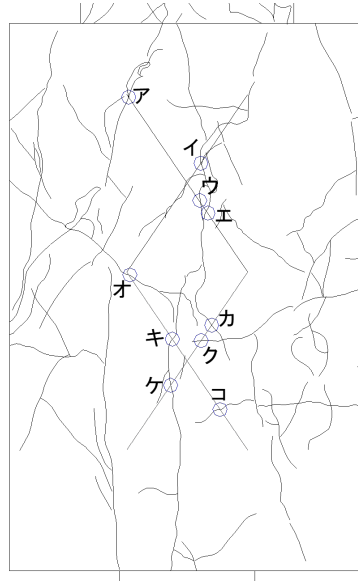 ア
イ
ウ
エ
オ
カ
キ
ク
ケ
コ